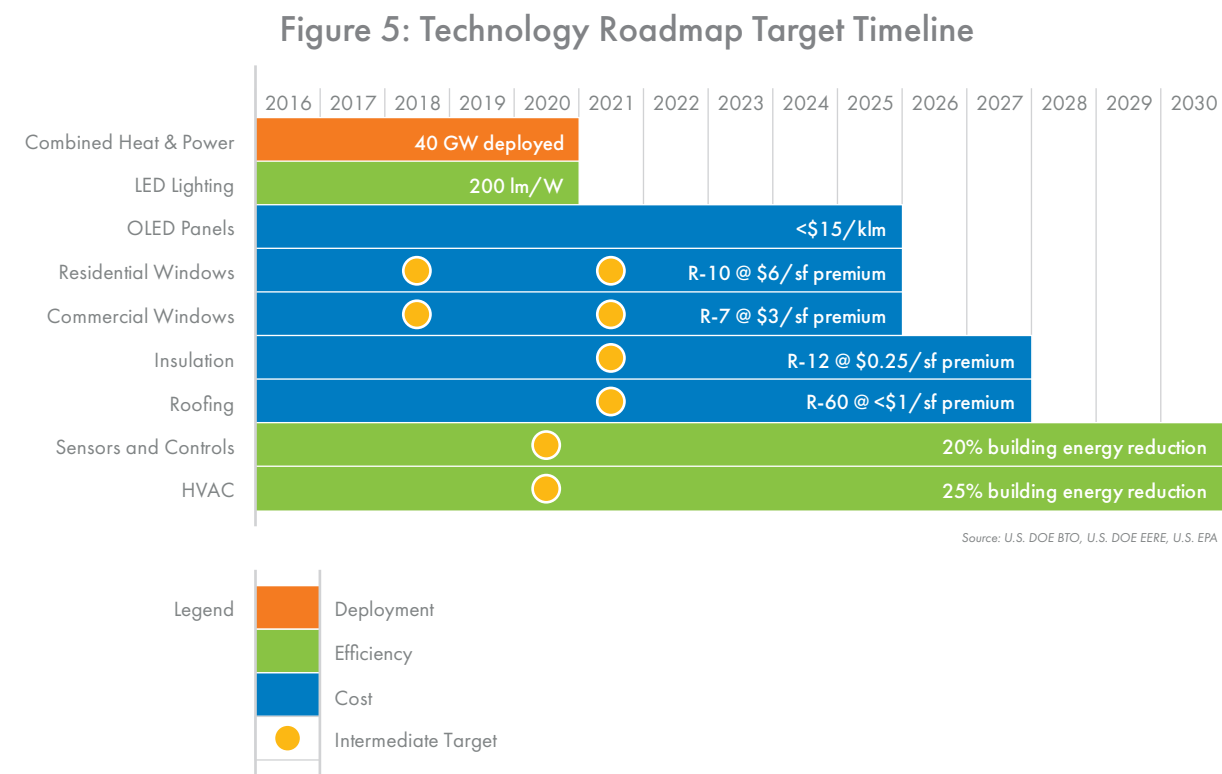 Figure 5: Technology Roadmap Target Timeline
2016 2017 2018 2019 2020 2021 2022 2023 2024 2025 2026 2027 2028 2029 2030
Combined Heat & Power 40 GW deployed
LED Lighting 200 lm/W
OLED Panels <$15/klm
Residential Windows R-10 @ $6/sf premium
Commercial Windows R-7 @ $3/sf premium
Insulation R-12 @ $0.25/sf premium
Roofing R-60 @ <$1/sf premium
Sensors and Controls 20% building energy reduction
HVAC 25% building energy reduction
Source: U.S. DOE BTO, U.S. DOE EERE, U.S. EPA
Legend Deployment
Efficiency
Cost
Intermediate Target